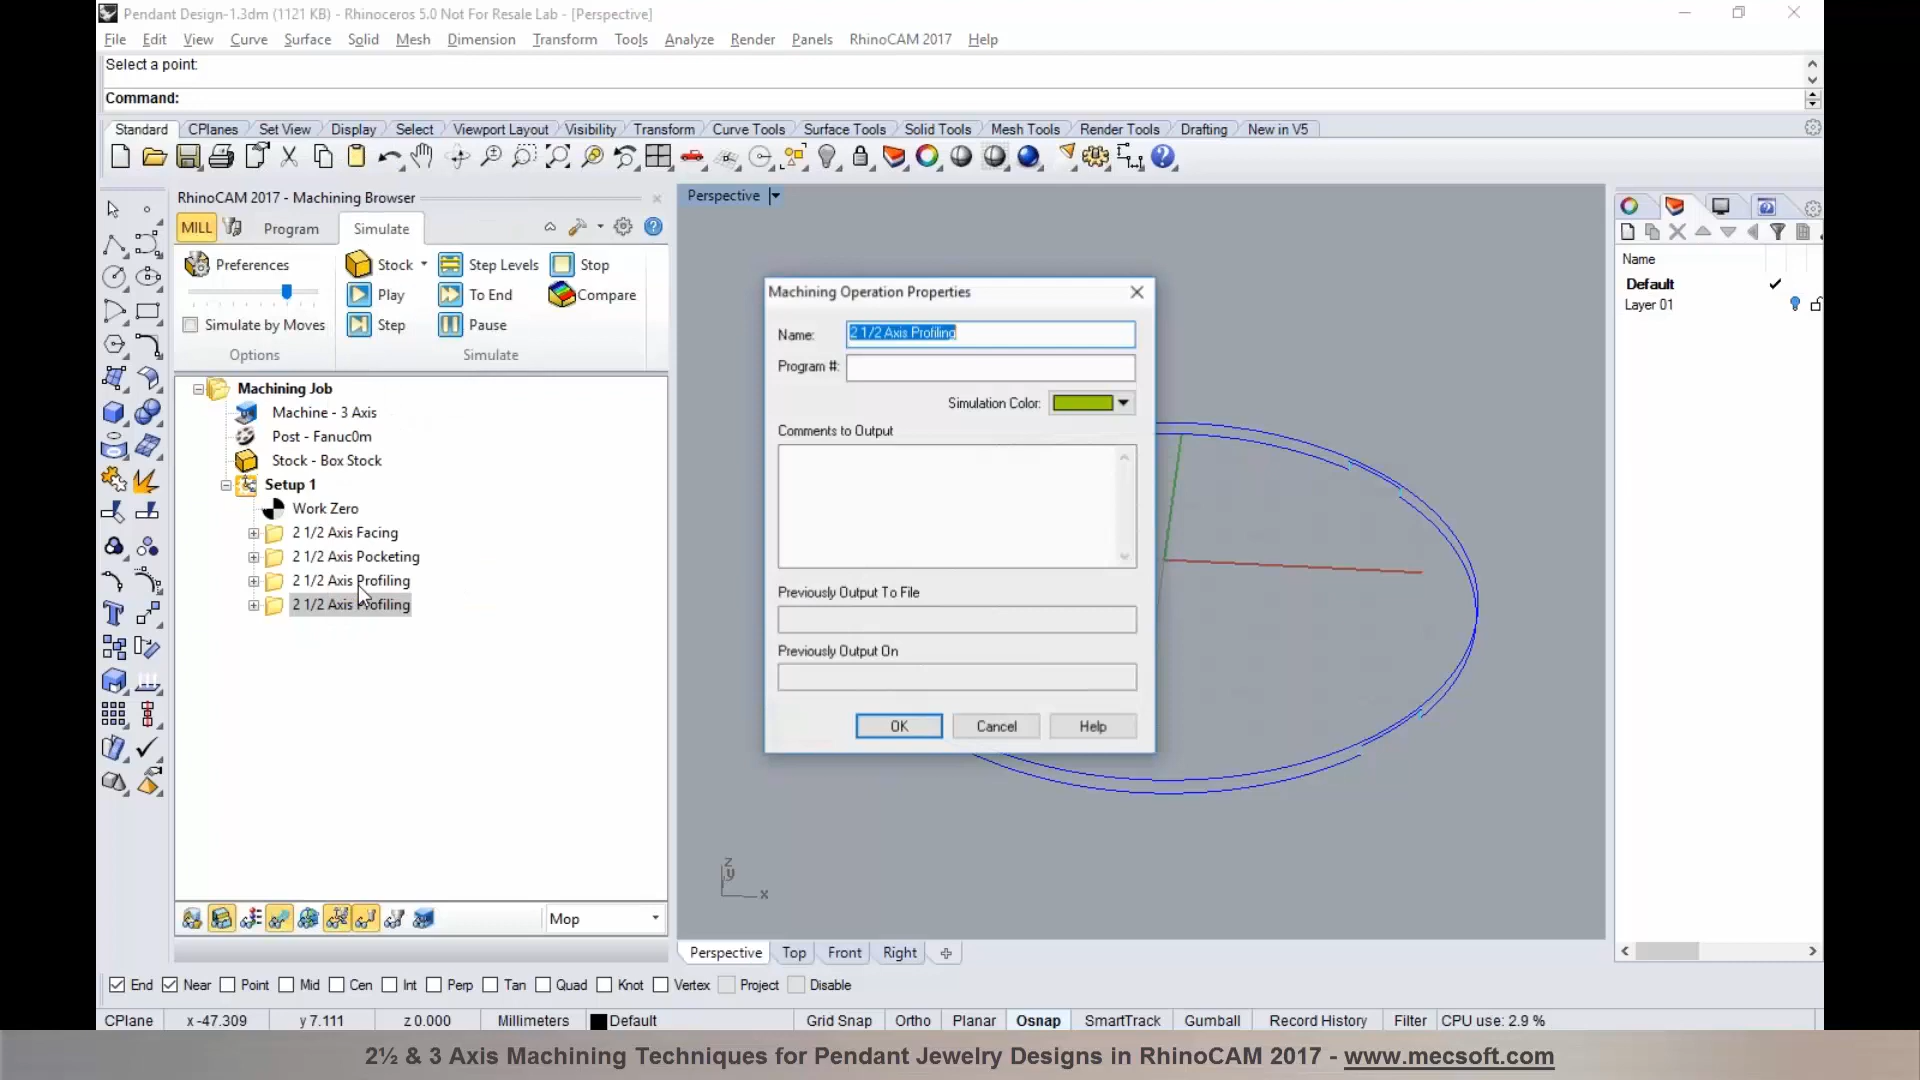 Pendant Design-1.3dm (1121 KB) - Rhinoceros 5.0 Not For Resale Lab - [Perspective]
File Edit View Curve Surface Solid Mesh Dimension Transform Tools Analyze Render Panels RhinoCAM 2017 Help
Select a point:
Command:
Standard CPlanes Set View Display Select Viewport Layout Visibility Transform Curve Tools Surface Tools Solid Tools Mesh Tools Render Tools Drafting New in V5
RhinoCAM 2017 - Machining Browser
MILL Program Simulate
Preferences Stock Step Levels Stop
Play To End Compare
Simulate by Moves Step Pause
Options Simulate
Machining Job
Machine - 3 Axis
Post - Fanuc0m
Stock - Box Stock
Setup 1
Work Zero
2 1/2 Axis Facing
2 1/2 Axis Pocketing
2 1/2 Axis Profiling
2 1/2 Axis Profiling
Mop
Perspective
Machining Operation Properties
Name: 2 1/2 Axis Profiling
Program #:
Simulation Color:
Comments to Output
Previously Output To File
Previously Output On
OK Cancel Help
z
y
x
Name
Default
Layer 01
Perspective Top Front Right
End Near Point Mid Cen Int Perp Tan Quad Knot Vertex Project Disable
CPlane x -47.309 y 7.111 z 0.000 Millimeters Default Grid Snap Ortho Planar Osnap SmartTrack Gumball Record History Filter CPU use: 2.9 %
2½ & 3 Axis Machining Techniques for Pendant Jewelry Designs in RhinoCAM 2017 - www.mecsoft.com